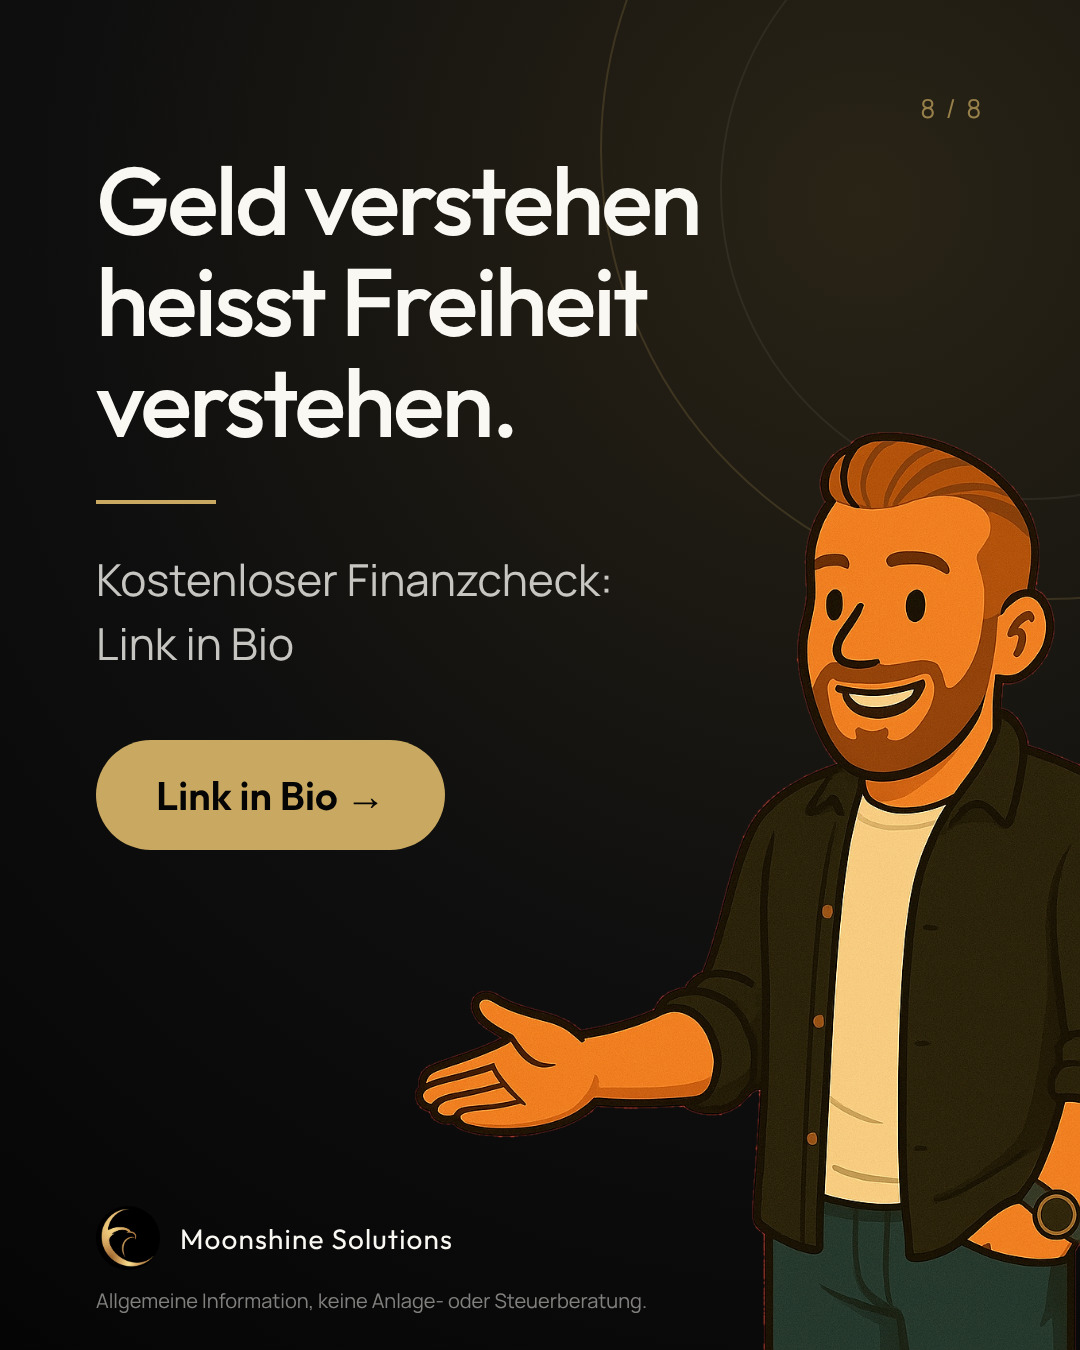 8 / 8
Geld verstehen
heisst Freiheit
verstehen.
Kostenloser Finanzcheck:
Link in Bio
Link in Bio →
Moonshine Solutions
Allgemeine Information, keine Anlage- oder Steuerberatung.